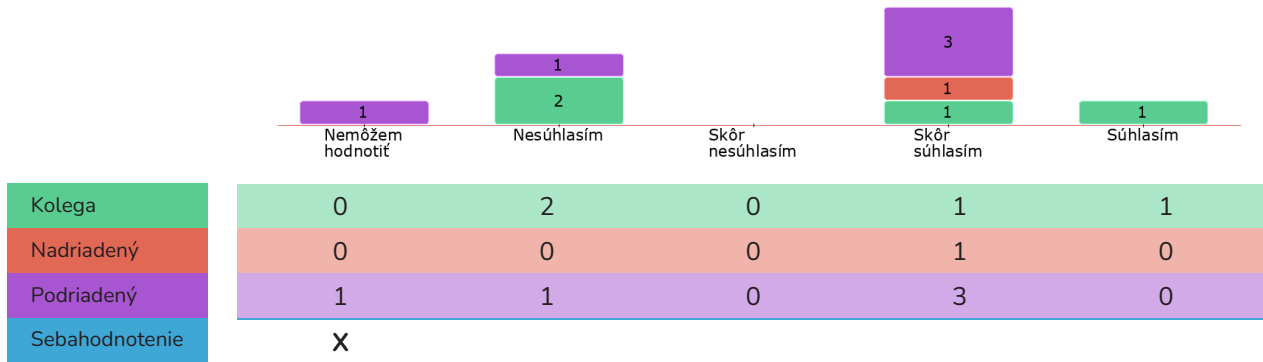 3
1
1
1
2
1
1
1
Nemôžem
hodnotiť
Nesúhlasím
Skôr
nesúhlasím
Skôr
súhlasím
Súhlasím
Kolega 0 2 0 1 1
Nadriadený 0 0 0 1 0
Podriadený 1 1 0 3 0
Sebahodnotenie x